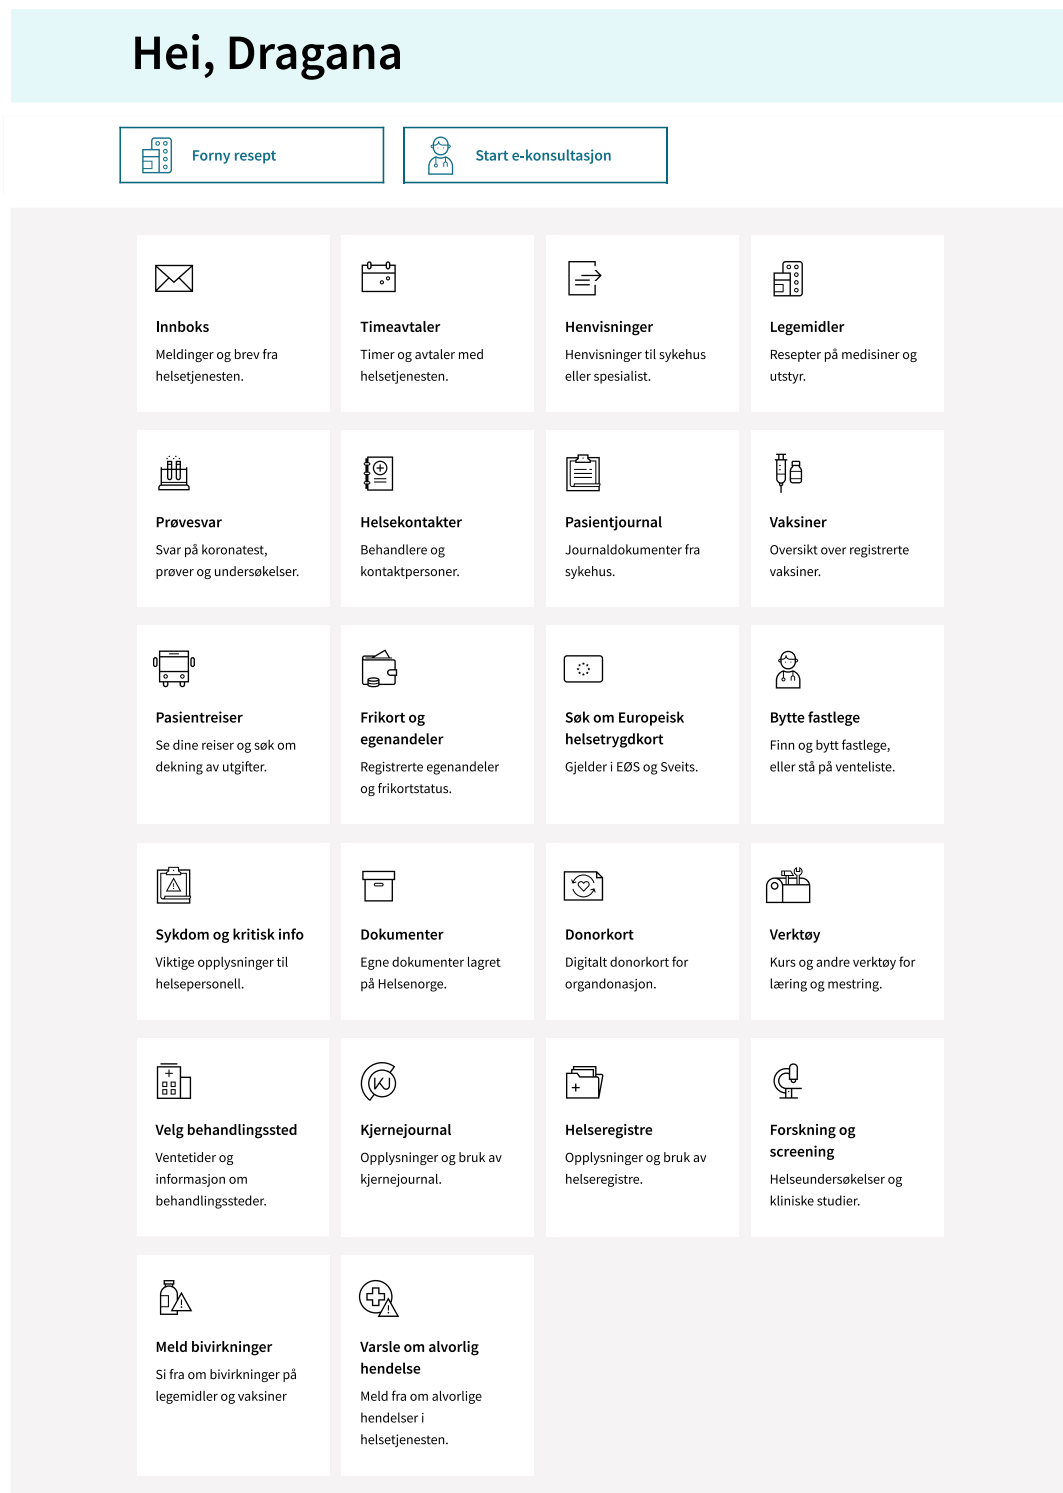 Hei, Dragana
Forny resept
Start e-konsultasjon
Innboks
Meldinger og brev fra
helsetjenesten.
Timeavtaler
Timer og avtaler med
helsetjenesten.
Henvisninger
Henvisninger til sykehus
eller spesialist.
Legemidler
Resepter på medisiner og
utstyr.
Prøvesvar
Svar på koronatest,
prøver og undersøkelser.
Helsekontakter
Behandlere og
kontaktpersoner.
Pasientjournal
Journaldokumenter fra
sykehus.
Vaksiner
Oversikt over registrerte
vaksiner.
Pasientreiser
Se dine reiser og søk om
dekning av utgifter.
Frikort og
egenandeler
Registrerte egenandeler
og frikortstatus.
Søk om Europeisk
helsetrygdkort
Gjelder i EØS og Sveits.
Bytte fastlege
Finn og bytt fastlege,
eller stå på venteliste.
Sykdom og kritisk info
Viktige opplysninger til
helsepersonell.
Dokumenter
Egne dokumenter lagret
på Helsenorge.
Donorkort
Digitalt donorkort for
organdonasjon.
Verktøy
Kurs og andre verktøy for
læring og mestring.
Velg behandlingssted
Ventetider og
informasjon om
behandlingssteder.
KJ
Kjernejournal
Opplysninger og bruk av
kjernejournal.
Helseregistre
Opplysninger og bruk av
helseregistre.
Forskning og
screening
Helseundersøkelser og
kliniske studier.
Meld bivirkninger
Si fra om bivirkninger på
legemidler og vaksiner
Varsle om alvorlig
hendelse
Meld fra om alvorlige
hendelser i
helsetjenesten.